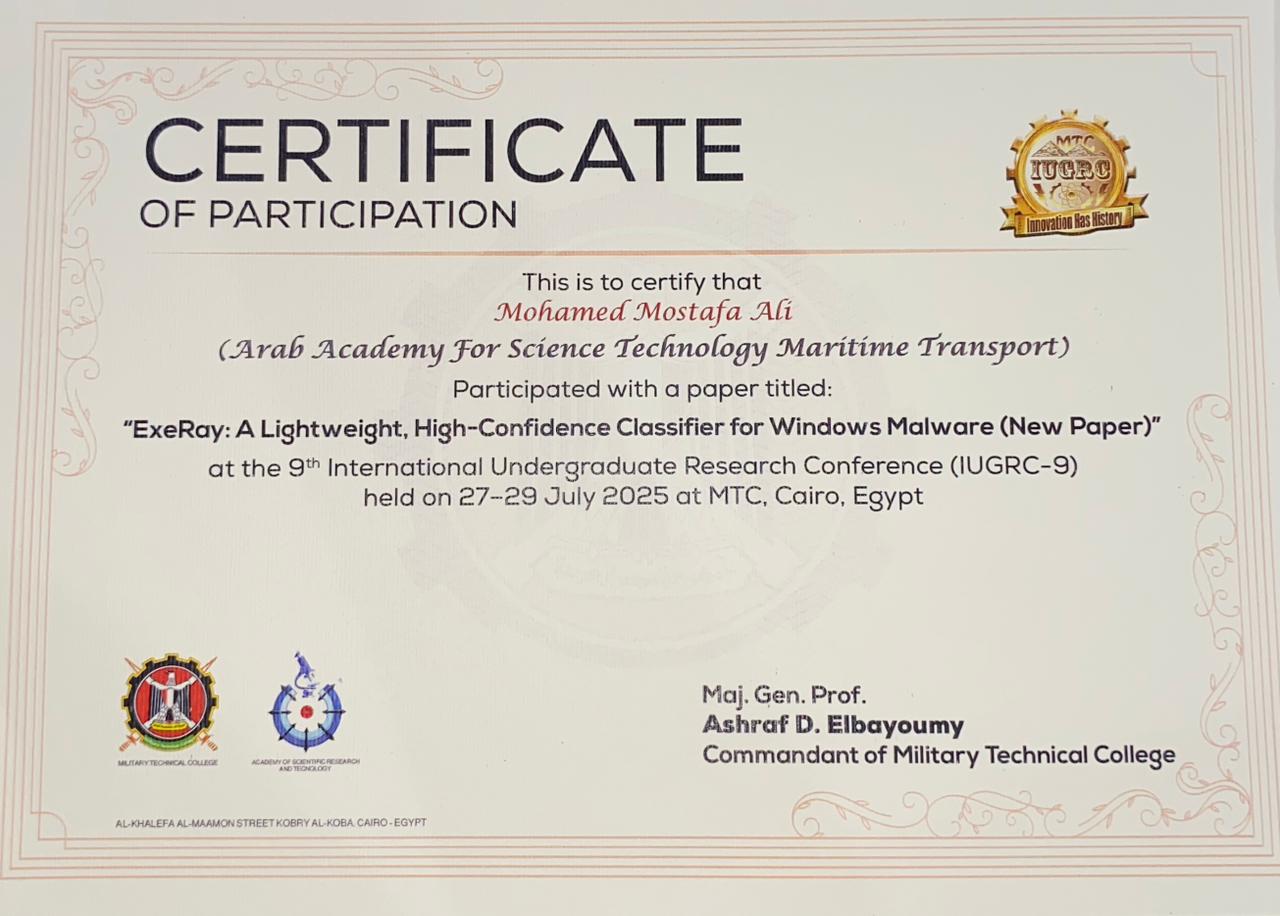 CERTIFICATE
OF PARTICIPATION
MTC
IUGRC
Innovation Has History
This is to certify that
Mohamed Mostafa Ali
(Arab Academy For Science Technology Maritime Transport)
Participated with a paper titled:
“ExeRay: A Lightweight, High-Confidence Classifier for Windows Malware (New Paper)”
at the 9th International Undergraduate Research Conference (IUGRC-9)
held on 27-29 July 2025 at MTC, Cairo, Egypt
Maj. Gen. Prof.
Ashraf D. Elbayoumy
Commandant of Military Technical College
MILITARY TECHNICAL COLLEGE
ACADEMY OF SCIENTIFIC RESEARCH
AND TECNOLOGY
AL-KHALEFA AL-MAAMON STREET KOBRY AL-KOBA, CAIRO - EGYPT